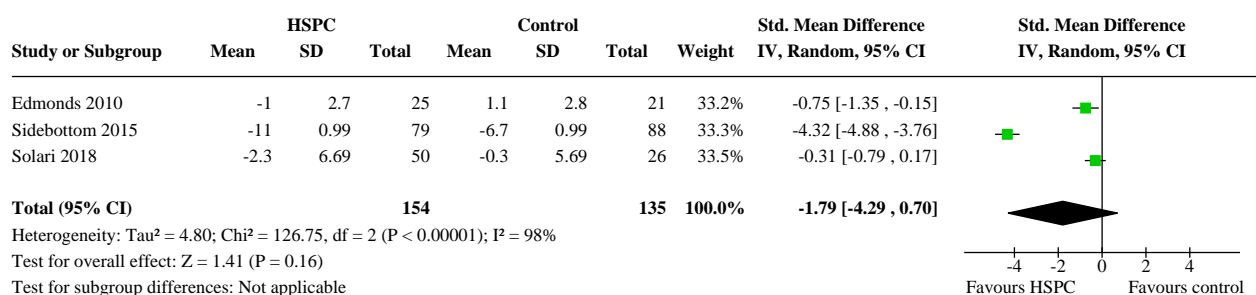 HSPC Control Std. Mean Difference Std. Mean Difference
Study or Subgroup Mean SD Total Mean SD Total Weight IV, Random, 95% CI IV, Random, 95% CI
Edmonds 2010 -1 2.7 25 1.1 2.8 21 33.2% -0.75 [-1.35 , -0.15]
Sidebottom 2015 -11 0.99 79 -6.7 0.99 88 33.3% -4.32 [-4.88 , -3.76]
Solari 2018 -2.3 6.69 50 -0.3 5.69 26 33.5% -0.31 [-0.79 , 0.17]
Total (95% CI) 154 135 100.0% -1.79 [-4.29 , 0.70]
Heterogeneity: Tau² = 4.80; Chi² = 126.75, df = 2 (P < 0.00001); I² = 98%
Test for overall effect: Z = 1.41 (P = 0.16)
Test for subgroup differences: Not applicable
-4 -2 0 2 4
Favours HSPC Favours control